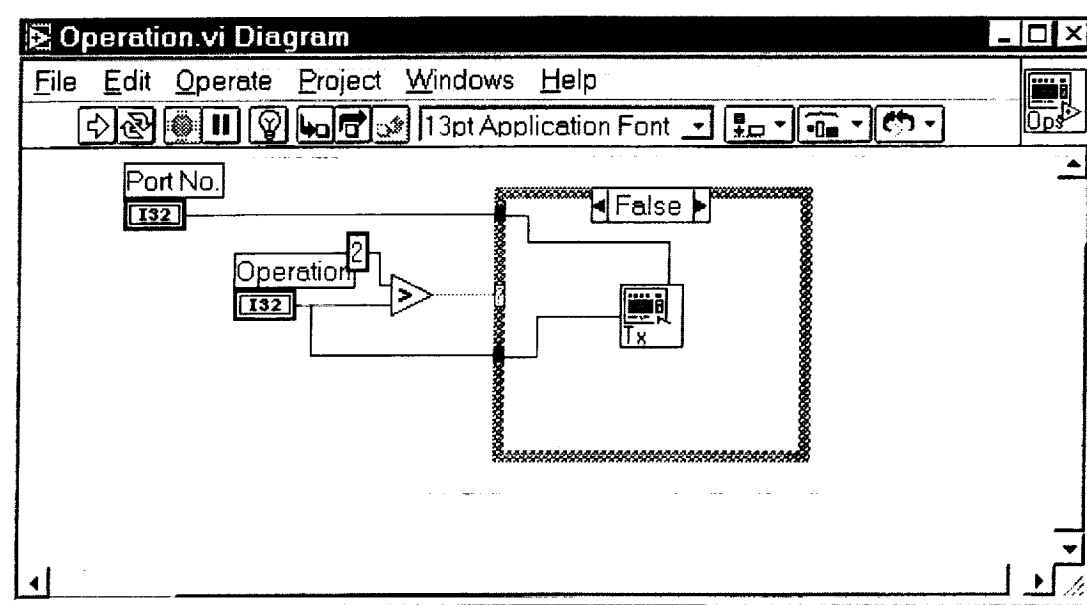 Operation.vi Diagram
File Edit Operate Project Windows Help
13pt Application Font
Ops
Port No.
I32
False
2
Operation
I32
>
Tx